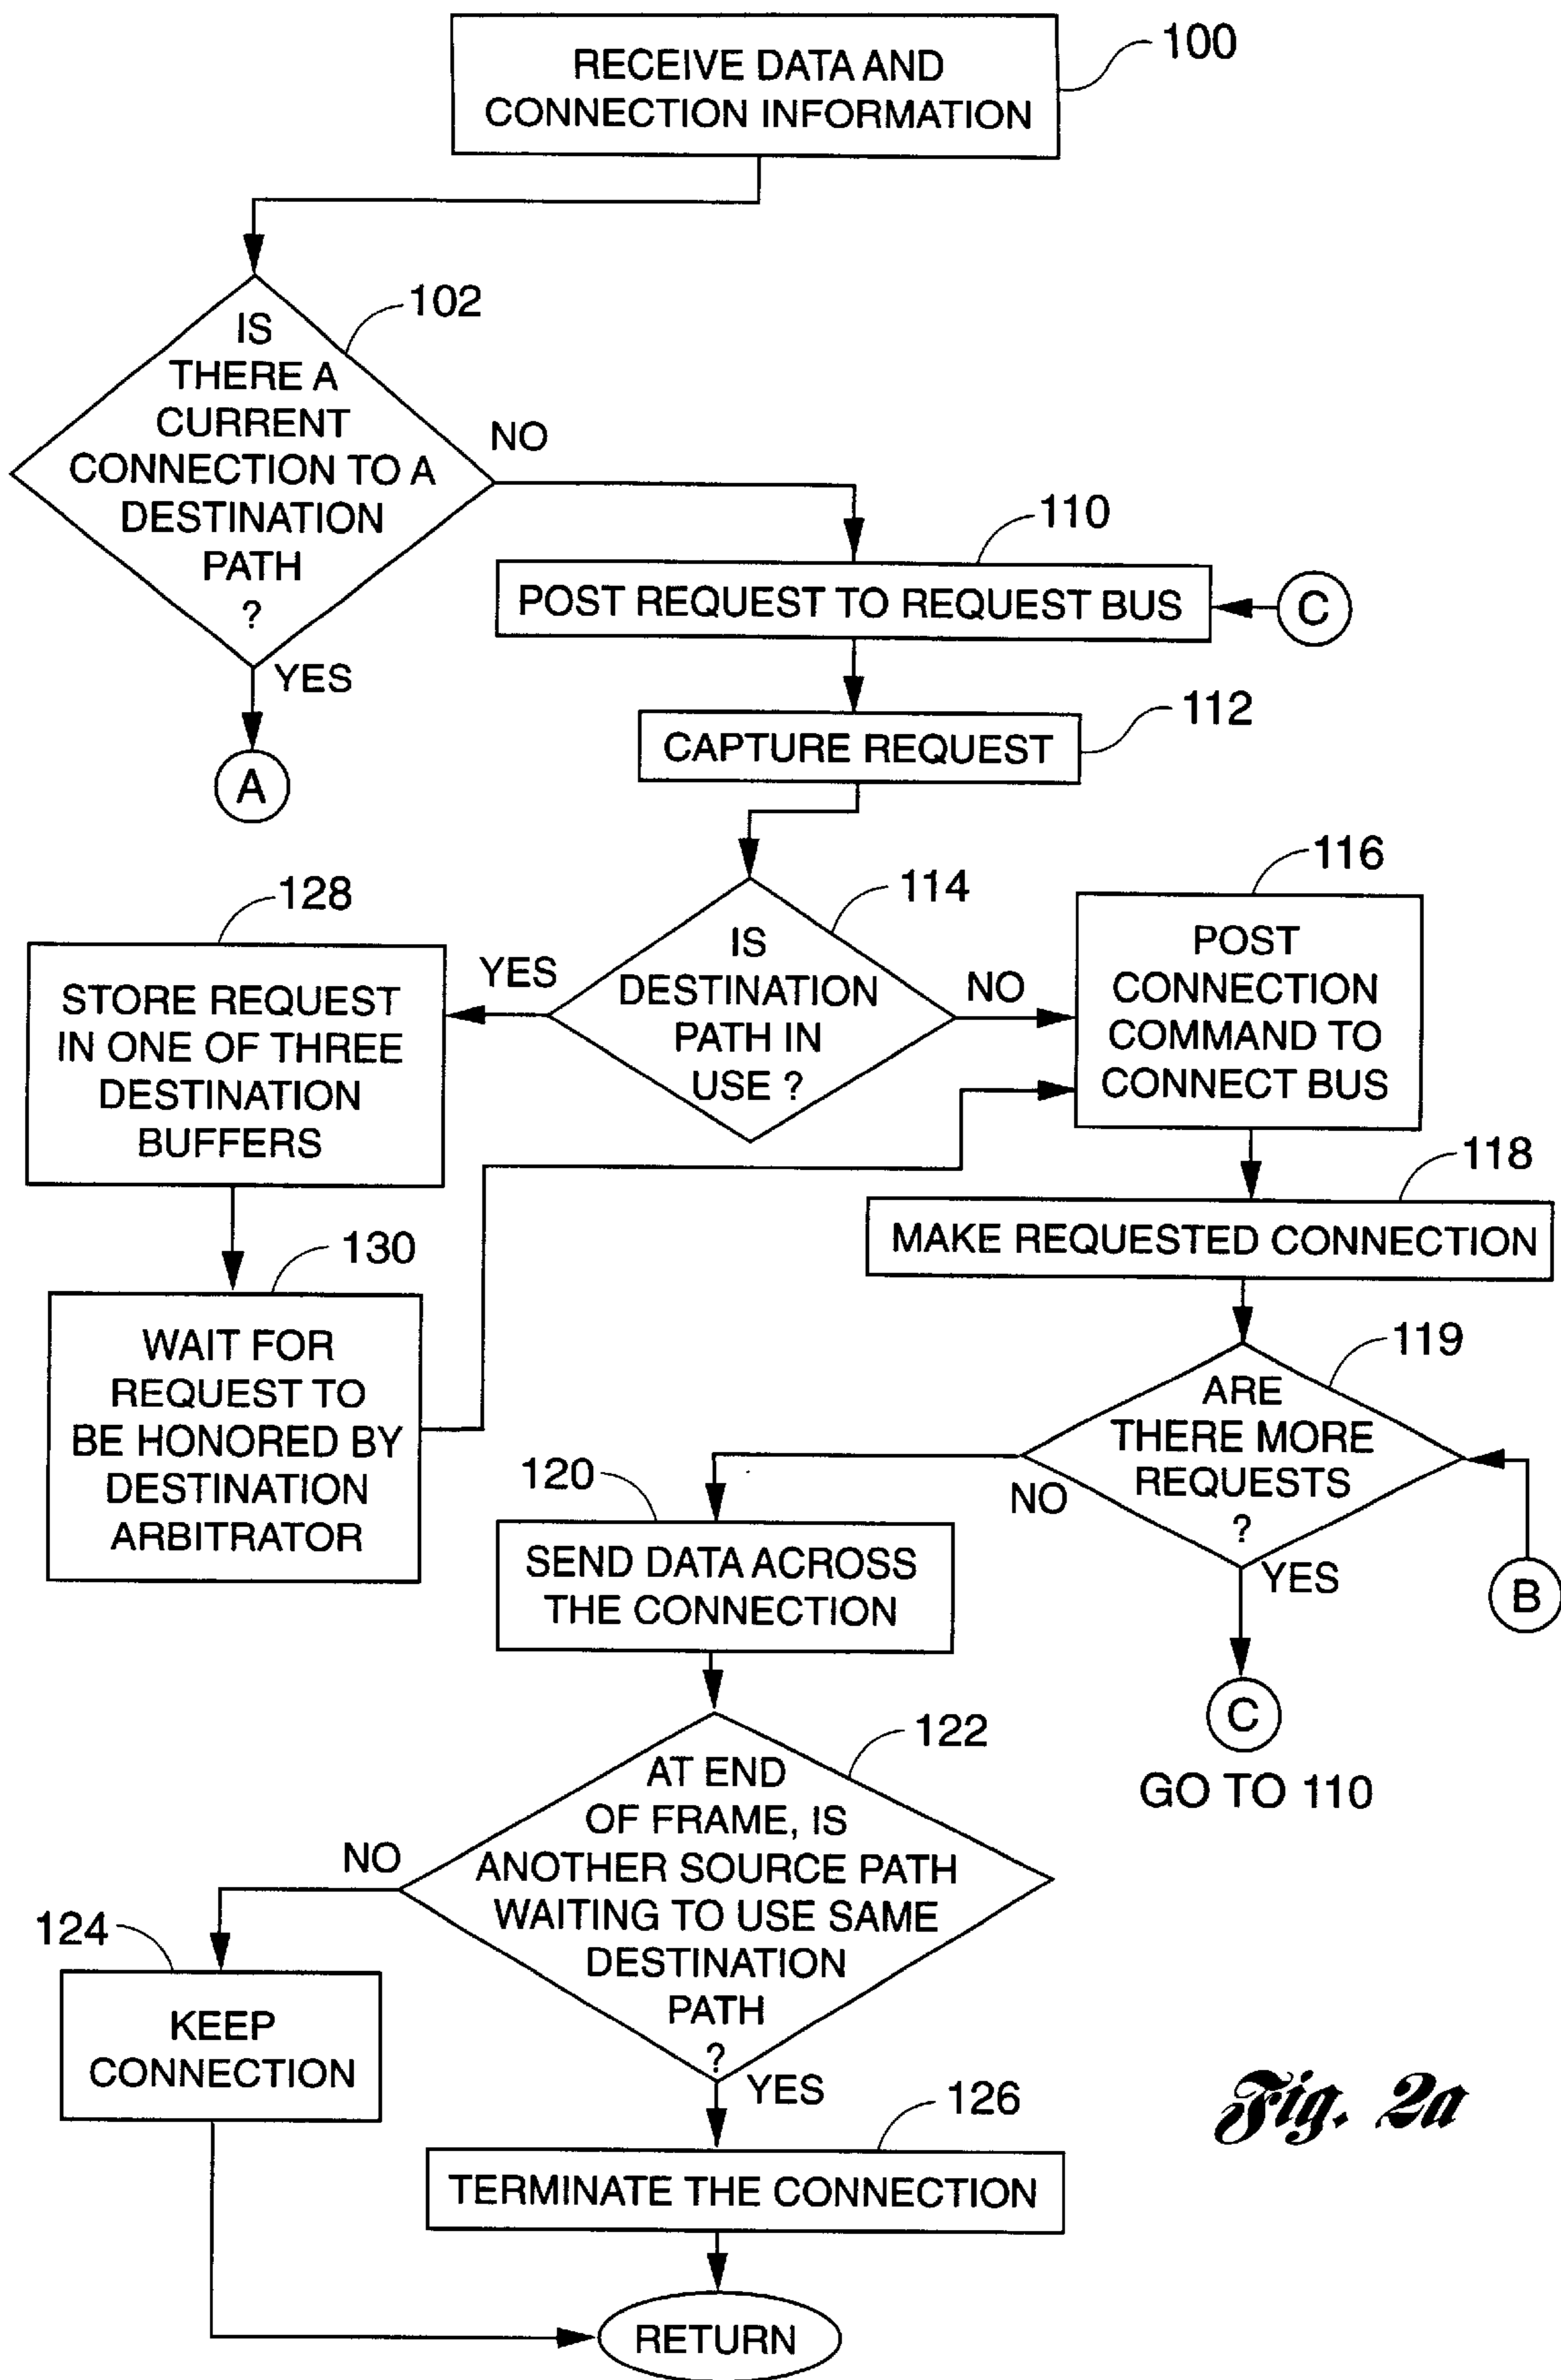 RECEIVE DATA AND
CONNECTION INFORMATION
100
IS
THERE A
CURRENT
CONNECTION TO A
DESTINATION
PATH
?
102
NO
YES
A
110
POST REQUEST TO REQUEST BUS
C
112
CAPTURE REQUEST
114
IS
DESTINATION
PATH IN
USE ?
YES
NO
128
STORE REQUEST
IN ONE OF THREE
DESTINATION
BUFFERS
116
POST
CONNECTION
COMMAND TO
CONNECT BUS
118
MAKE REQUESTED CONNECTION
130
WAIT FOR
REQUEST TO
BE HONORED BY
DESTINATION
ARBITRATOR
119
ARE
THERE MORE
REQUESTS
?
NO
YES
B
C
GO TO 110
120
SEND DATA ACROSS
THE CONNECTION
122
AT END
OF FRAME, IS
ANOTHER SOURCE PATH
WAITING TO USE SAME
DESTINATION
PATH
?
NO
YES
124
KEEP
CONNECTION
126
TERMINATE THE CONNECTION
RETURN
Fig. 2a